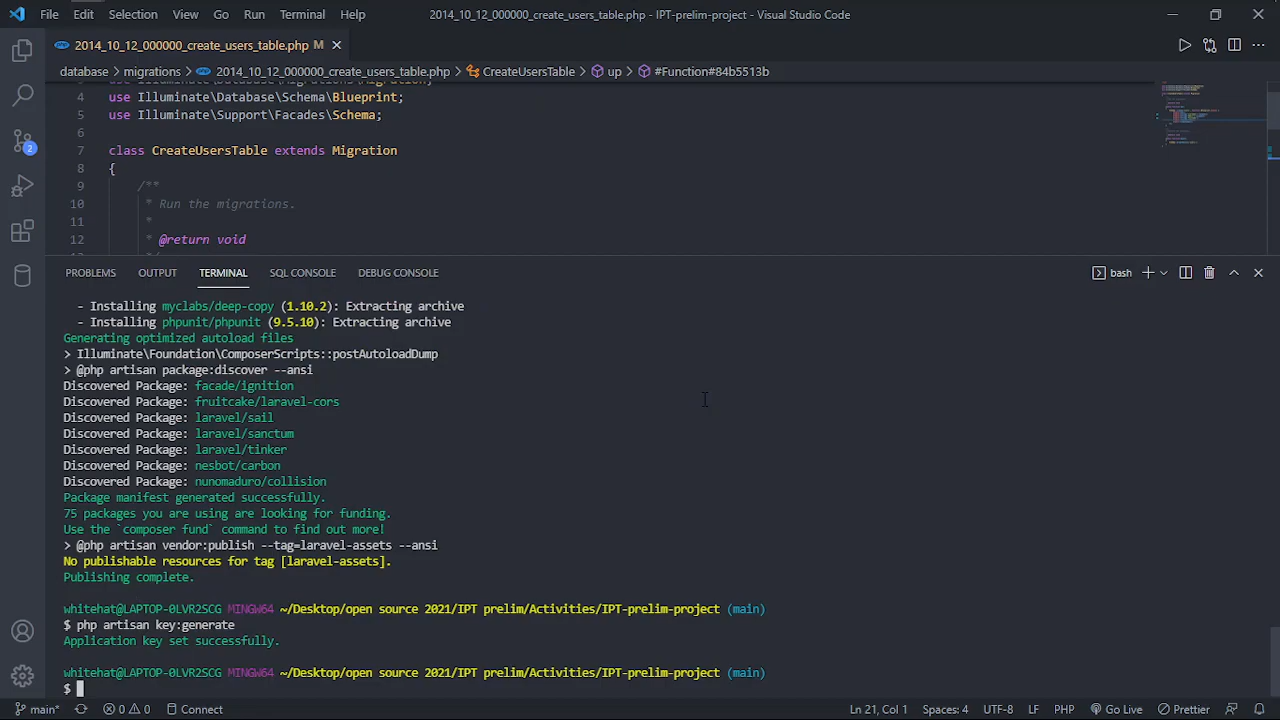 File Edit Selection View Go Run Terminal Help 2014_10_12_000000_create_users_table.php - IPT-prelim-project - Visual Studio Code
2014_10_12_000000_create_users_table.php M
database > migrations > 2014_10_12_000000_create_users_table.php > CreateUsersTable > up > #Function#84b5513b
4 use Illuminate\Database\Schema\Blueprint;
5 use Illuminate\Support\Facades\Schema;
6
7 class CreateUsersTable extends Migration
8 {
9 /**
10 * Run the migrations.
11 *
12 * @return void
PROBLEMS OUTPUT TERMINAL SQL CONSOLE DEBUG CONSOLE bash
- Installing myclabs/deep-copy (1.10.2): Extracting archive
- Installing phpunit/phpunit (9.5.10): Extracting archive
Generating optimized autoload files
> Illuminate\Foundation\ComposerScripts::postAutoloadDump
> @php artisan package:discover --ansi
Discovered Package: facade/ignition
Discovered Package: fruitcake/laravel-cors
Discovered Package: laravel/sail
Discovered Package: laravel/sanctum
Discovered Package: laravel/tinker
Discovered Package: nesbot/carbon
Discovered Package: nunomaduro/collision
Package manifest generated successfully.
75 packages you are using are looking for funding.
Use the `composer fund` command to find out more!
> @php artisan vendor:publish --tag=laravel-assets --ansi
No publishable resources for tag [laravel-assets].
Publishing complete.
whitehat@LAPTOP-0LVR2SCG MINGW64 ~/Desktop/open source 2021/IPT prelim/Activities/IPT-prelim-project (main)
$ php artisan key:generate
Application key set successfully.
whitehat@LAPTOP-0LVR2SCG MINGW64 ~/Desktop/open source 2021/IPT prelim/Activities/IPT-prelim-project (main)
$
2
main* 0 0 Connect Ln 21, Col 1 Spaces: 4 UTF-8 LF PHP Go Live Prettier